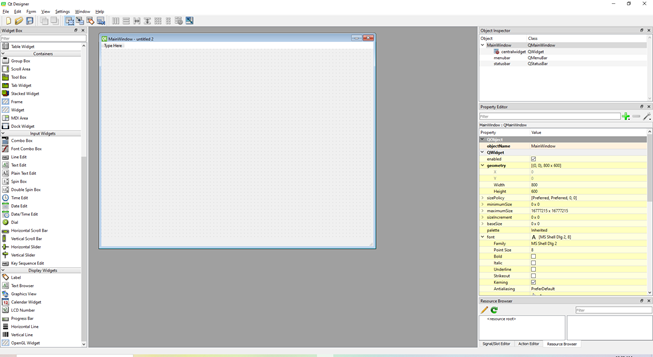 Qt Designer
File Edit Form View Settings Window Help
Widget Box
Filter
Table Widget
Containers
Group Box
Scroll Area
Tool Box
Tab Widget
Stacked Widget
Frame
Widget
MDI Area
Dock Widget
Input Widgets
Combo Box
Font Combo Box
Line Edit
Text Edit
Plain Text Edit
Spin Box
Double Spin Box
Time Edit
Date Edit
Date/Time Edit
Dial
Horizontal Scroll Bar
Vertical Scroll Bar
Horizontal Slider
Vertical Slider
Key Sequence Edit
Display Widgets
Label
Text Browser
Graphics View
Calendar Widget
LCD Number
Progress Bar
Horizontal Line
Vertical Line
OpenGL Widget
MainWindow - untitled 2
Type Here
Object Inspector
Filter
Object Class
MainWindow QMainWindow
centralwidget QWidget
menubar QMenuBar
statusbar QStatusBar
Property Editor
Filter
MainWindow : QMainWindow
Property Value
QObject
objectName MainWindow
QWidget
enabled
geometry [(0, 0), 800 x 600]
X 0
Y 0
Width 800
Height 600
sizePolicy [Preferred, Preferred, 0, 0]
minimumSize 0 x 0
maximumSize 16777215 x 16777215
sizeIncrement 0 x 0
baseSize 0 x 0
palette Inherited
font A [MS Shell Dlg 2, 8]
Family MS Shell Dlg 2
Point Size 8
Bold
Italic
Underline
Strikeout
Kerning
Antialiasing PreferDefault
Resource Browser
Filter
<resource root>
Signal/Slot Editor Action Editor Resource Browser